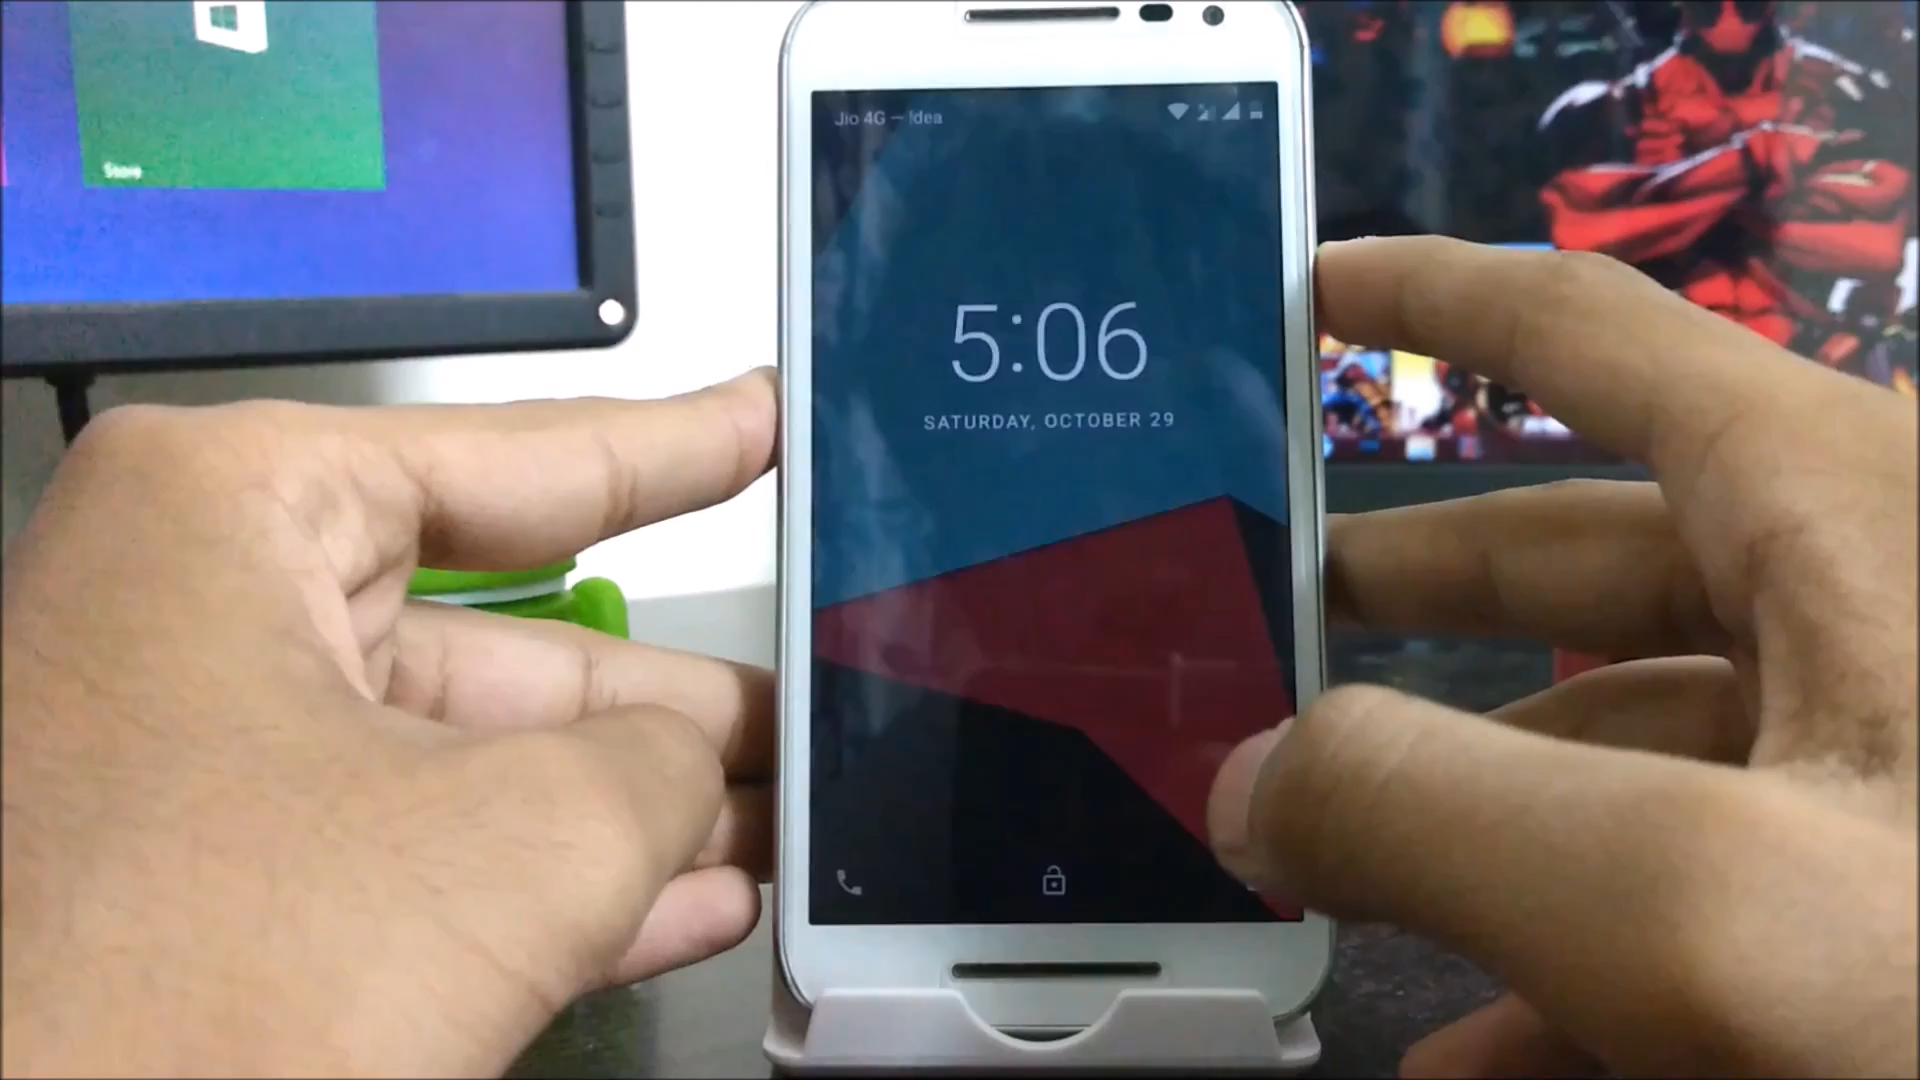 Store
Jio 4G — Idea
5:06
SATURDAY, OCTOBER 29